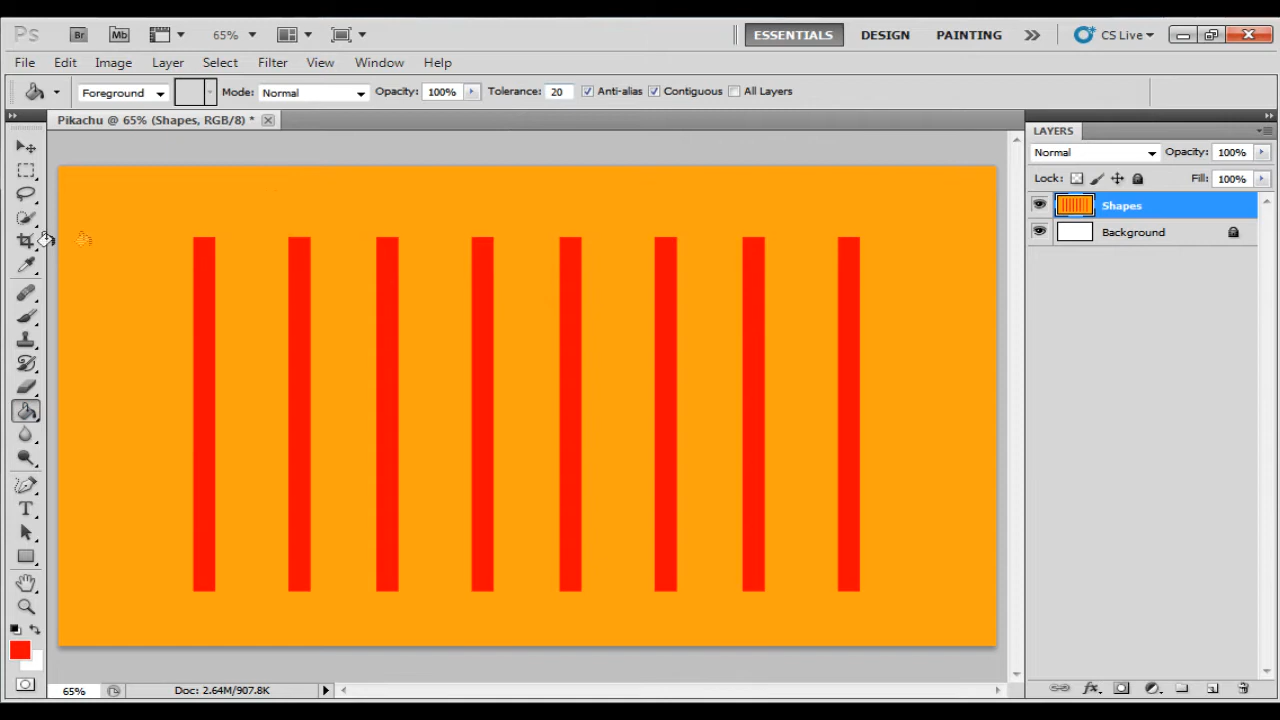 Ps Br Mb 65% ESSENTIALS DESIGN PAINTING CS Live
File Edit Image Layer Select Filter View Window Help
Foreground Mode: Normal Opacity: 100% Tolerance: 20 Anti-alias Contiguous All Layers
Pikachu @ 65% (Shapes, RGB/8) *
LAYERS
Normal Opacity: 100%
Lock: Fill: 100%
Shapes
Background
T
65% Doc: 2.64M/907.8K
fx